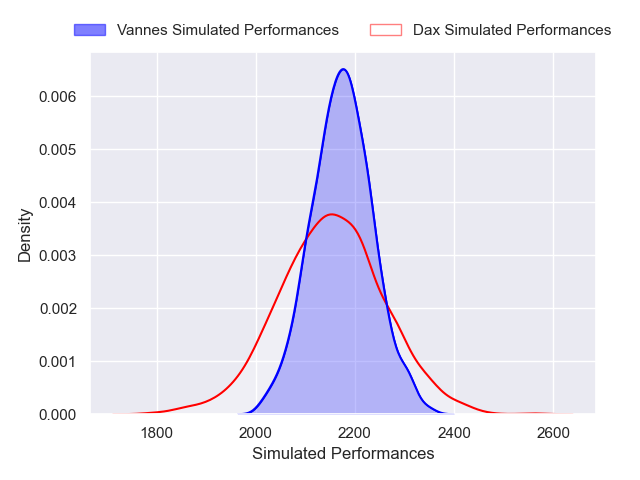 Vannes Simulated Performances
Dax Simulated Performances
0.006
0.005
0.004
0.003
0.002
0.001
0.000
Density
1800 2000 2200 2400 2600
Simulated Performances